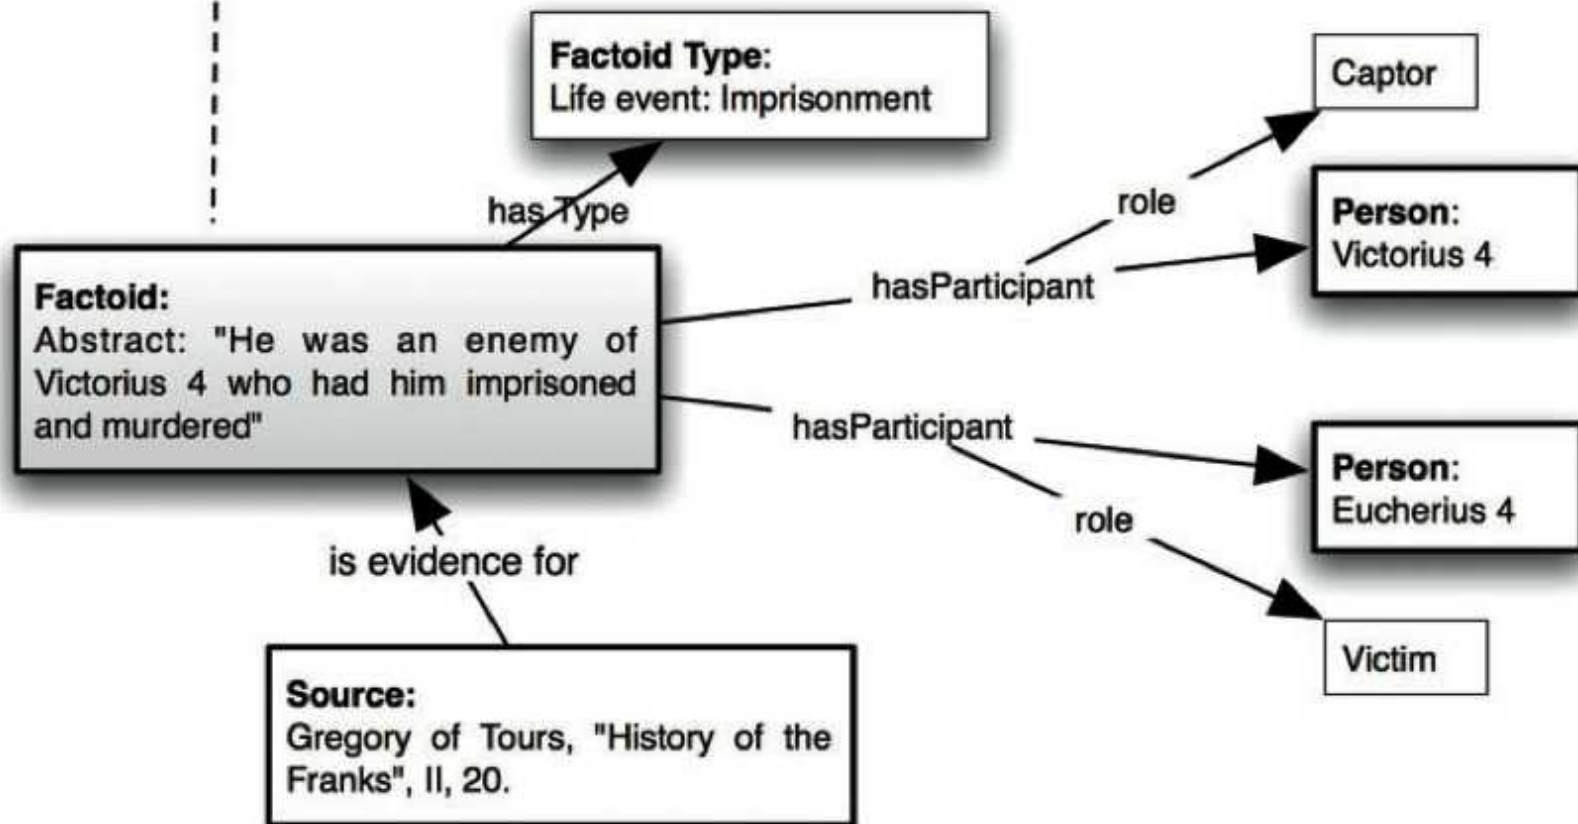 Factoid Type:
Life event: Imprisonment
Captor
has Type
role
Person:
Victorius 4
hasParticipant
Factoid:
Abstract: "He was an enemy of
Victorius 4 who had him imprisoned
and murdered"
hasParticipant
Person:
Eucherius 4
role
is evidence for
Victim
Source:
Gregory of Tours, "History of the
Franks", II, 20.